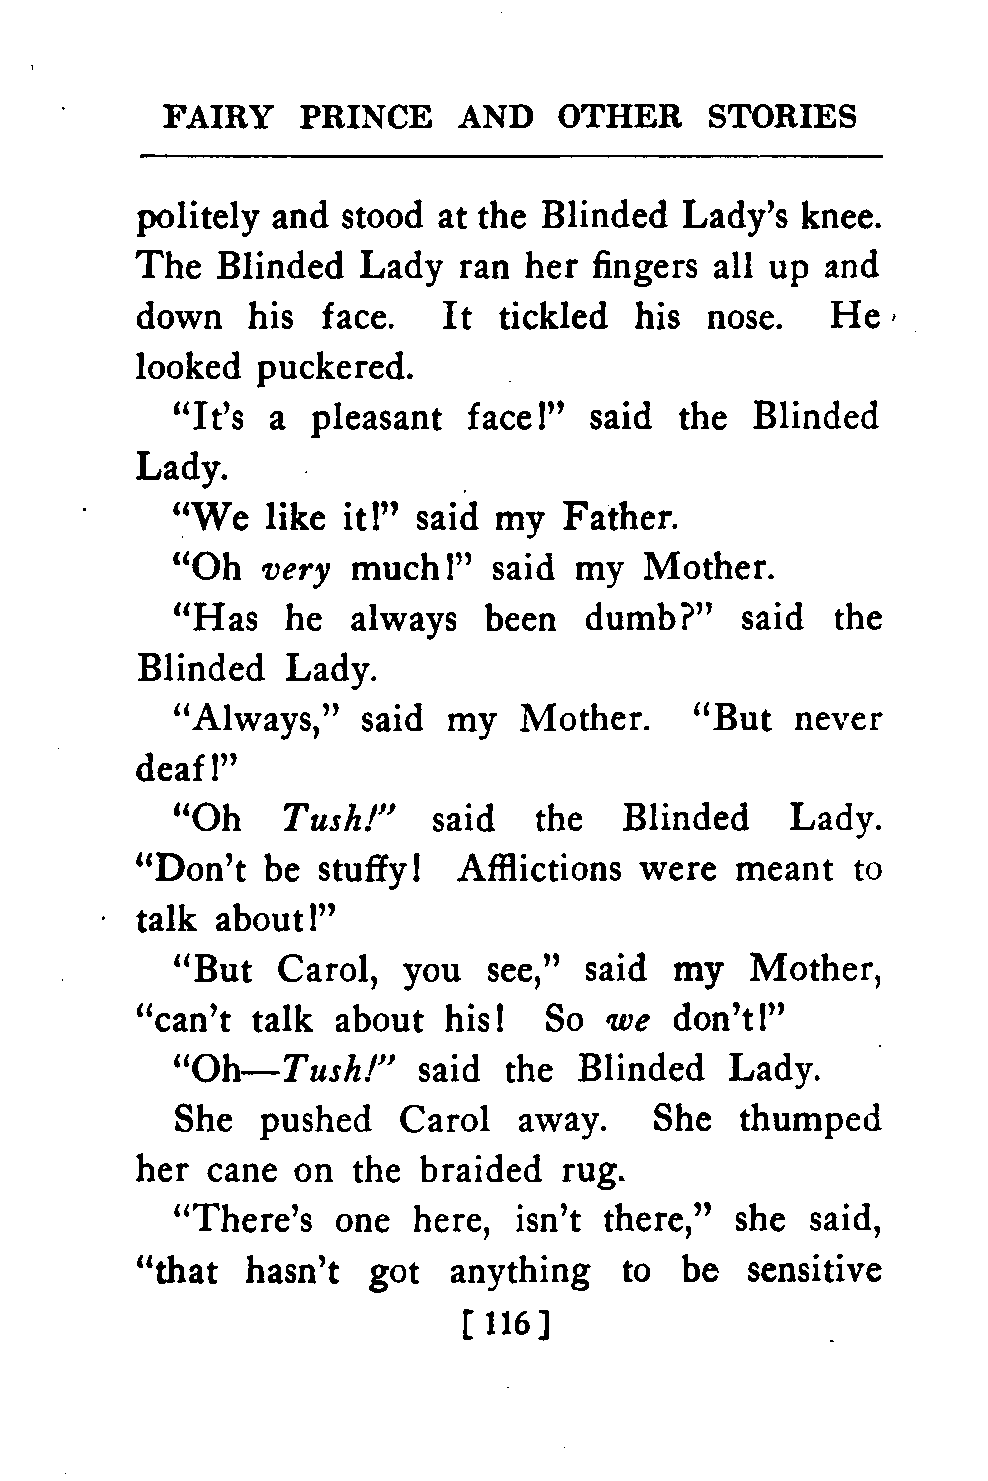 FAIRY PRINCE AND OTHER STORIES
politely and stood at the Blinded Lady's knee.
The Blinded Lady ran her fingers all up and
down his face. It tickled his nose. He
looked puckered.
"It's a pleasant face!" said the Blinded
Lady.
"We like it!" said my Father.
"Oh very much!" said my Mother.
"Has he always been dumb?" said the
Blinded Lady.
"Always," said my Mother. "But never
deaf!"
"Oh Tush!" said the Blinded Lady.
"Don't be stuffy! Afflictions were meant to
talk about!"
"But Carol, you see," said my Mother,
"can't talk about his! So we don't!"
"Oh—Tush!" said the Blinded Lady.
She pushed Carol away. She thumped
her cane on the braided rug.
"There's one here, isn't there," she said,
"that hasn't got anything to be sensitive
[116]